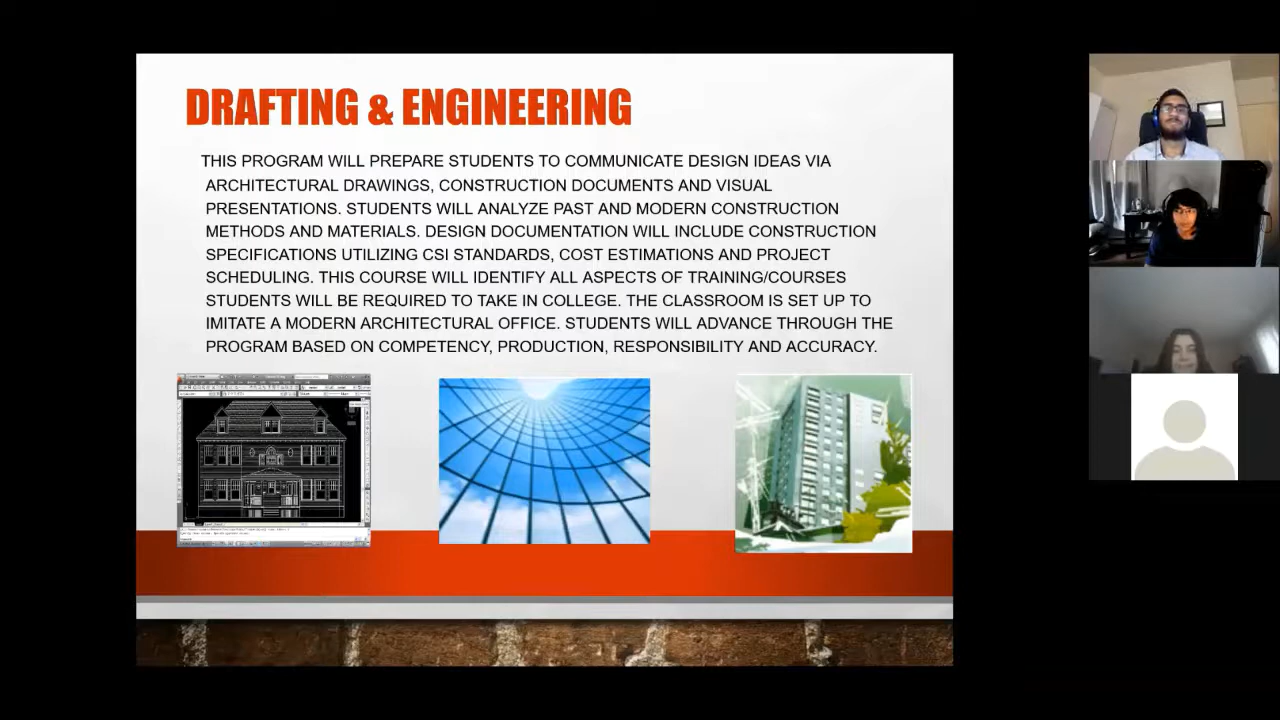 DRAFTING & ENGINEERING
THIS PROGRAM WILL PREPARE STUDENTS TO COMMUNICATE DESIGN IDEAS VIA
ARCHITECTURAL DRAWINGS, CONSTRUCTION DOCUMENTS AND VISUAL
PRESENTATIONS. STUDENTS WILL ANALYZE PAST AND MODERN CONSTRUCTION
METHODS AND MATERIALS. DESIGN DOCUMENTATION WILL INCLUDE CONSTRUCTION
SPECIFICATIONS UTILIZING CSI STANDARDS, COST ESTIMATIONS AND PROJECT
SCHEDULING. THIS COURSE WILL IDENTIFY ALL ASPECTS OF TRAINING/COURSES
STUDENTS WILL BE REQUIRED TO TAKE IN COLLEGE. THE CLASSROOM IS SET UP TO
IMITATE A MODERN ARCHITECTURAL OFFICE. STUDENTS WILL ADVANCE THROUGH THE
PROGRAM BASED ON COMPETENCY, PRODUCTION, RESPONSIBILITY AND ACCURACY.